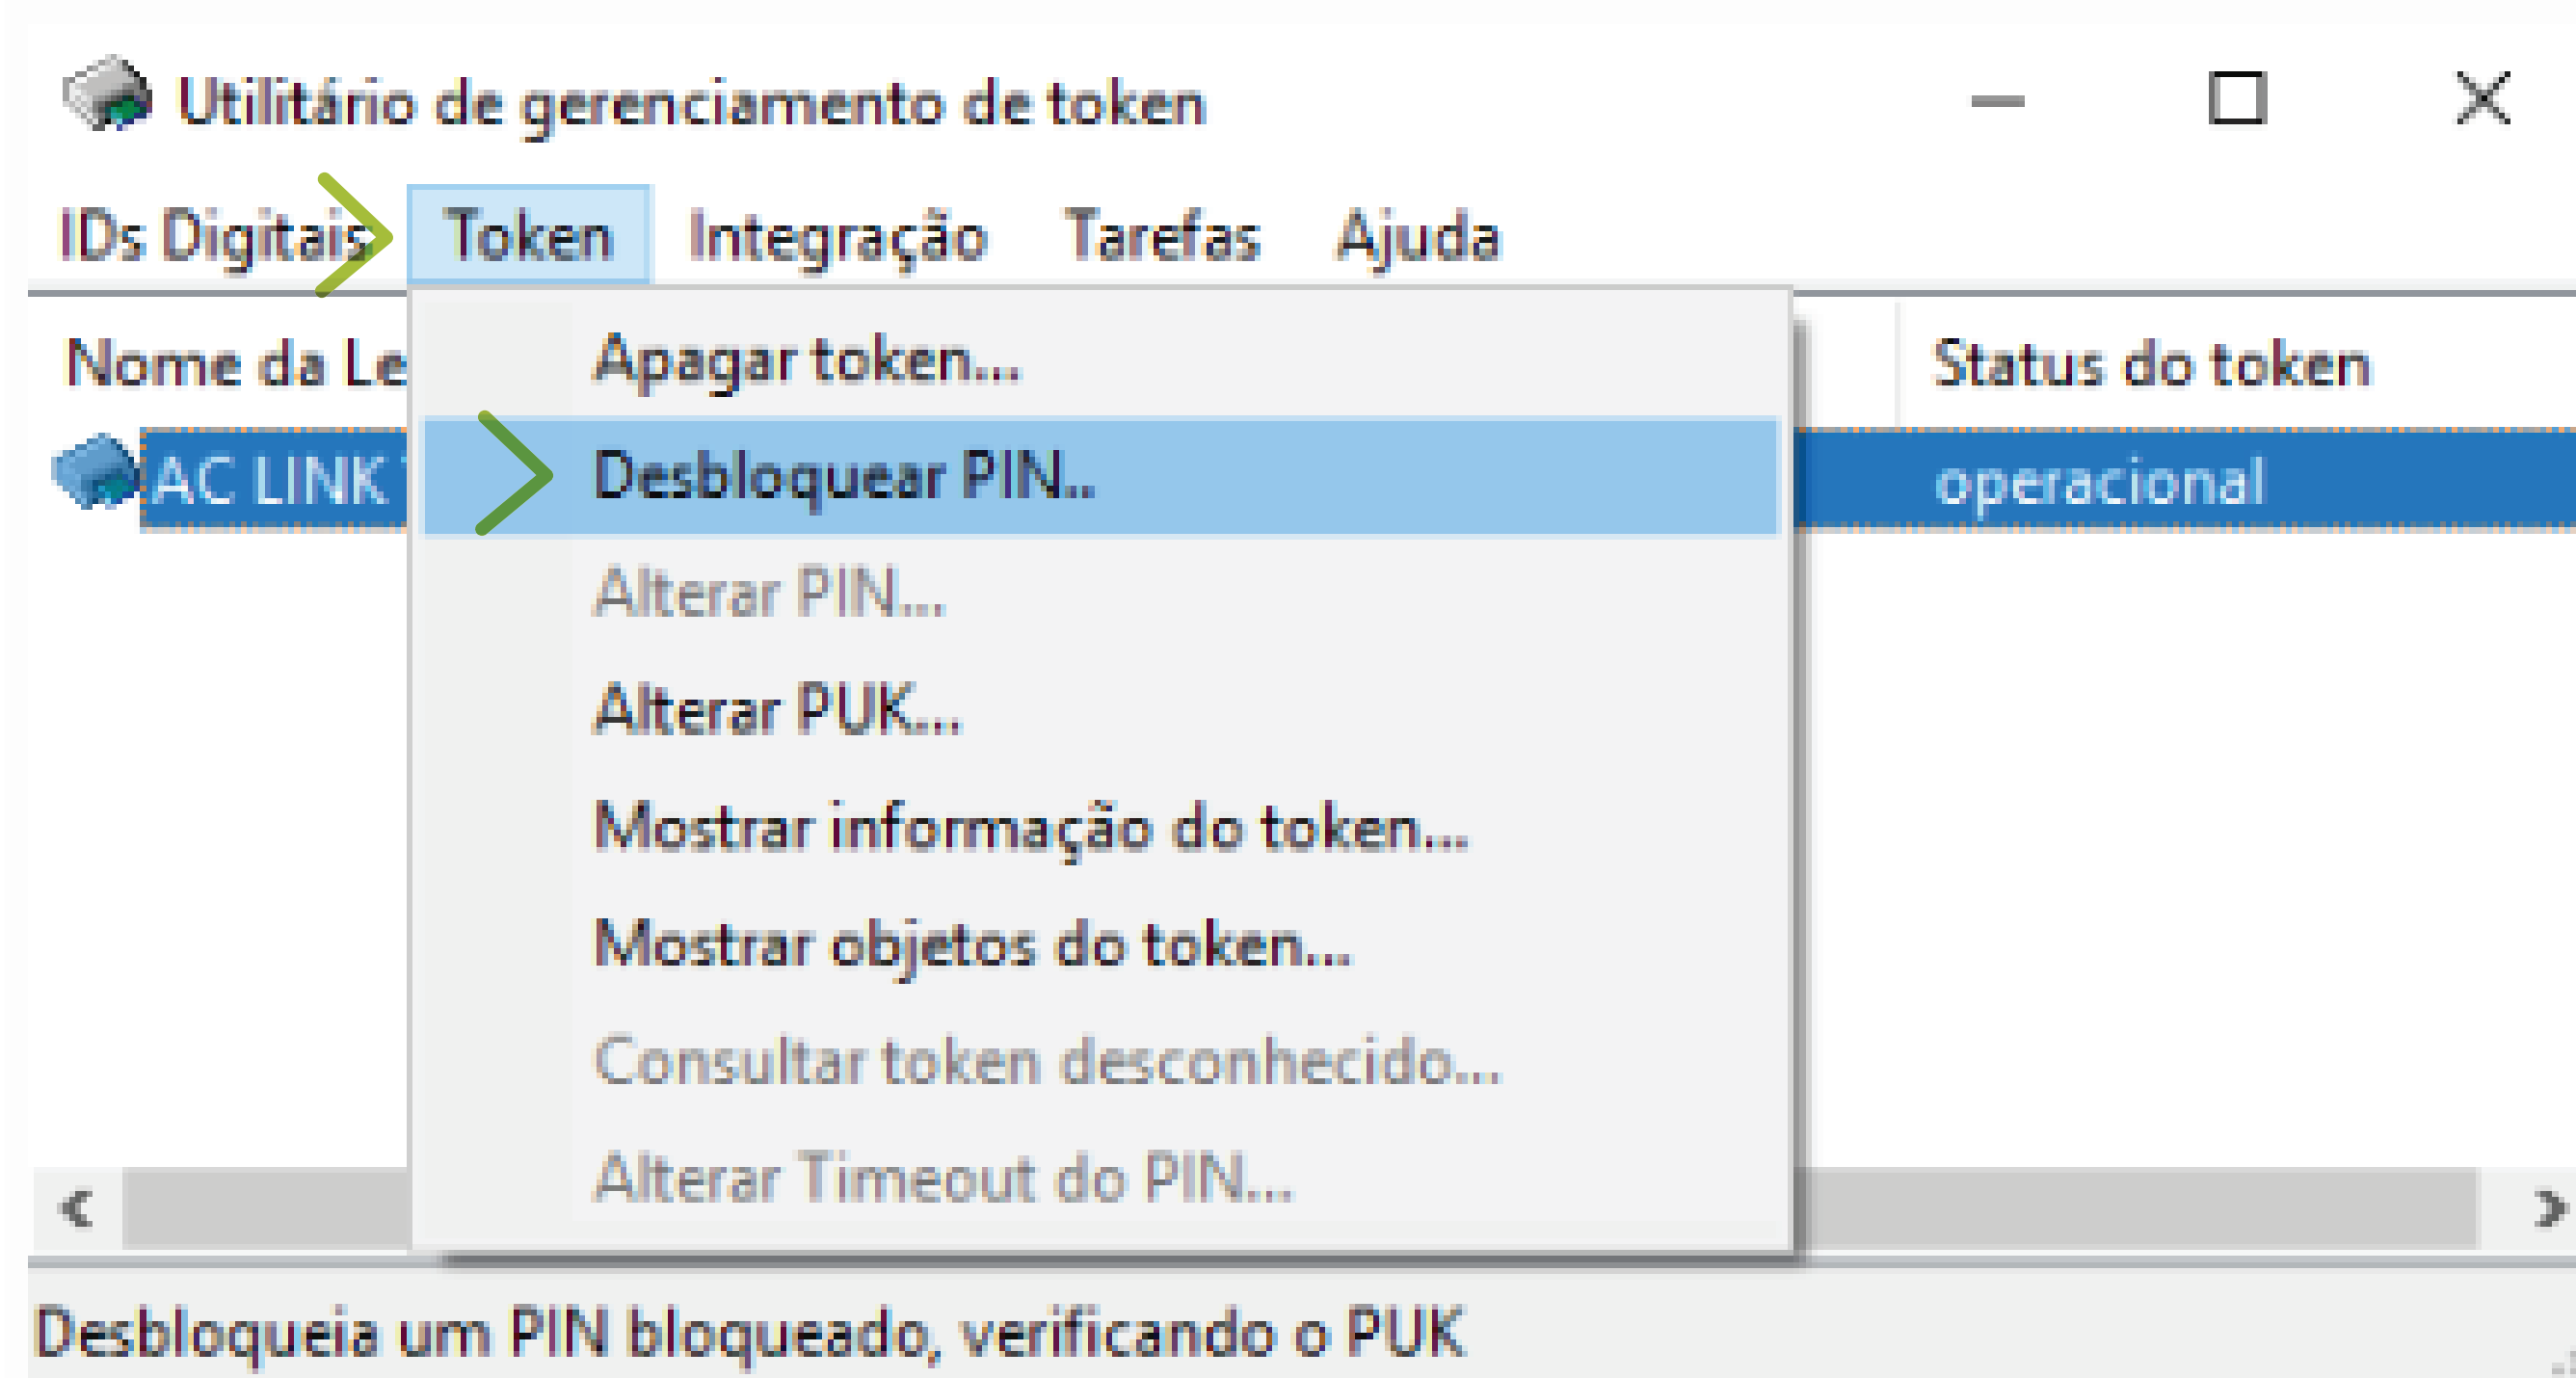 Utilitário de gerenciamento de token
IDs Digitais Token Integração Tarefas Ajuda
Nome da Le Status do token
AC LINK operacional
Apagar token...
Desbloquear PIN..
Alterar PIN...
Alterar PUK...
Mostrar informação do token...
Mostrar objetos do token...
Consultar token desconhecido...
Alterar Timeout do PIN...
Desbloqueia um PIN bloqueado, verificando o PUK